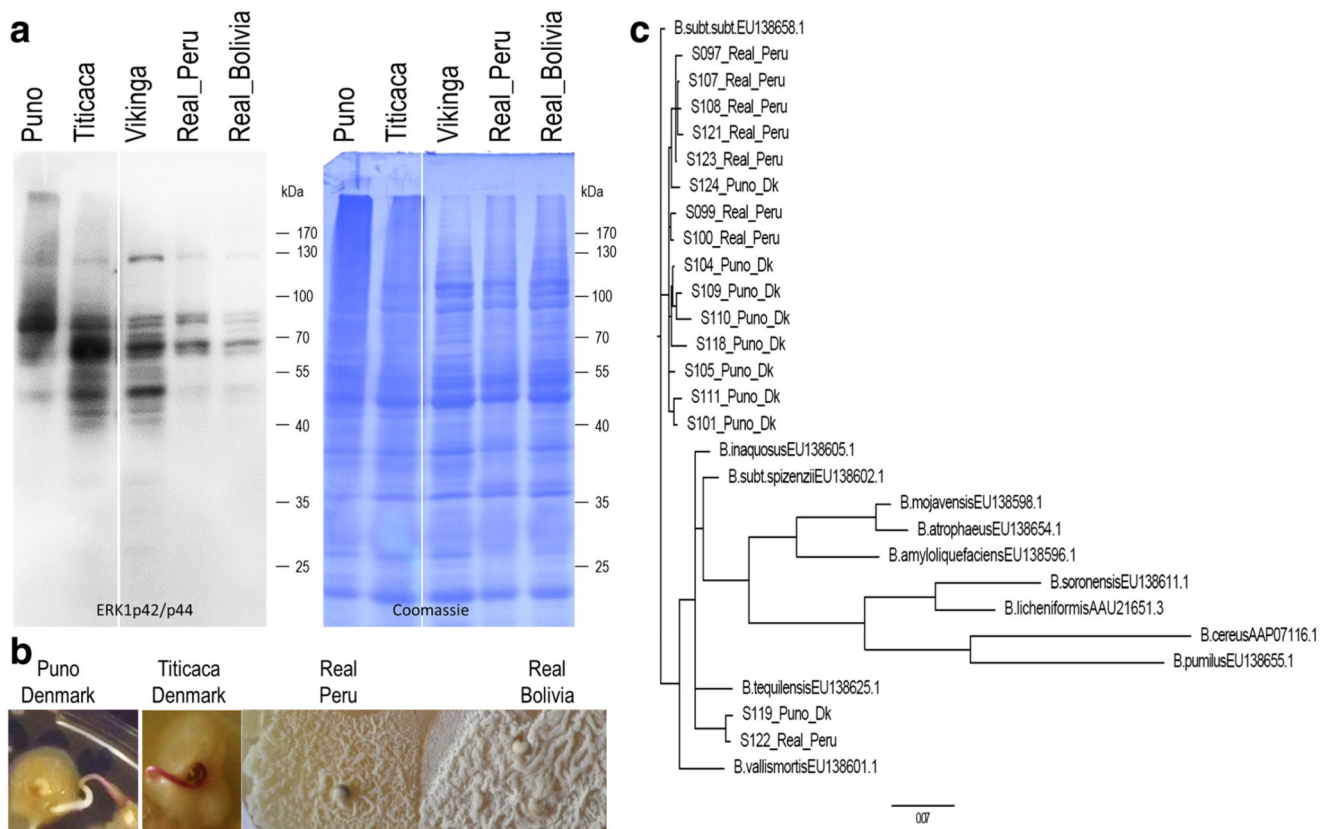 a
Puno
Titicaca
Vikinga
Real_Peru
Real_Bolivia
kDa
170
130
100
70
55
40
35
25
ERK1p42/p44
Puno
Titicaca
Vikinga
Real_Peru
Real_Bolivia
kDa
170
130
100
70
55
40
35
25
Coomassie
b
Puno
Denmark
Titicaca
Denmark
Real
Peru
Real
Bolivia
c
B.subt.subt.EU138658.1
S097_Real_Peru
S107_Real_Peru
S108_Real_Peru
S121_Real_Peru
S123_Real_Peru
S124_Puno_Dk
S099_Real_Peru
S100_Real_Peru
S104_Puno_Dk
S109_Puno_Dk
S110_Puno_Dk
S118_Puno_Dk
S105_Puno_Dk
S111_Puno_Dk
S101_Puno_Dk
B.inaquosusEU138605.1
B.subt.spizenziiEU138602.1
B.mojavensisEU138598.1
B.atrophaeusEU138654.1
B.amyloliquefaciensEU138596.1
B.soronensisEU138611.1
B.licheniformisAAU21651.3
B.cereusAAP07116.1
B.pumilusEU138655.1
B.tequilensisEU138625.1
S119_Puno_Dk
S122_Real_Peru
B.vallismortisEU138601.1
0.07